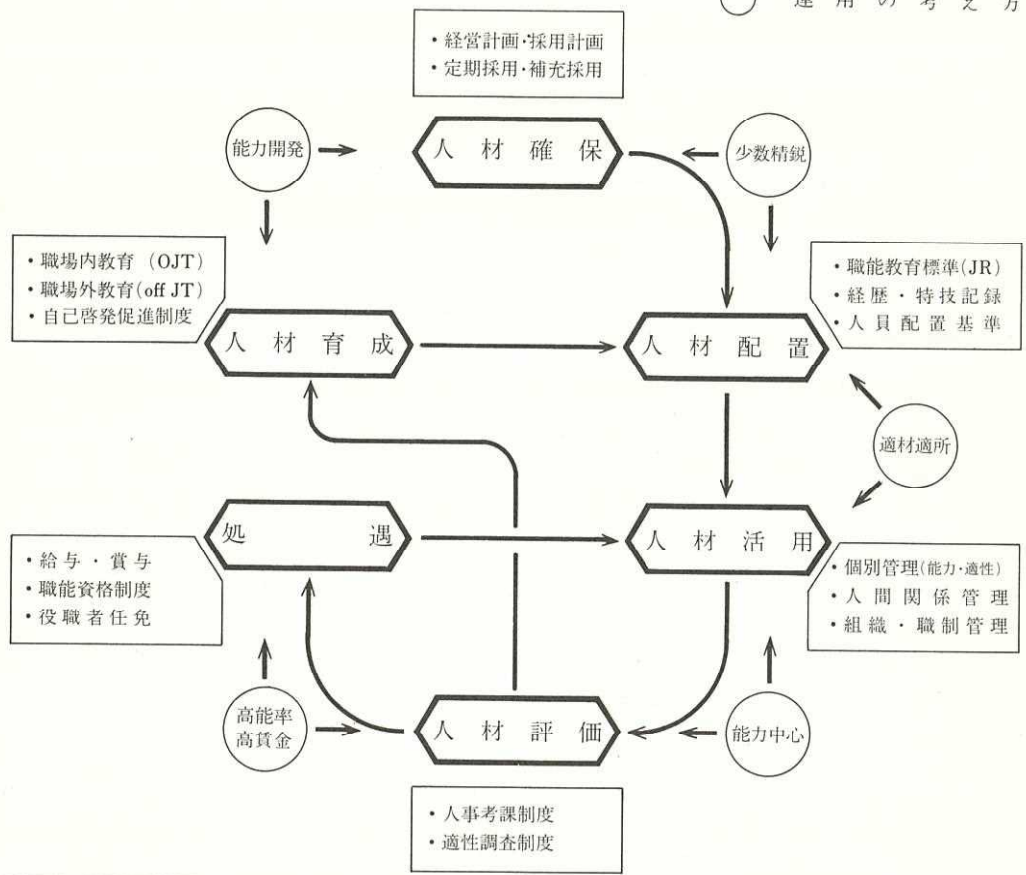 運用の考え方
・経営計画・採用計画
・定期採用・補充採用
能力開発
人材確保
少数精鋭
・職場内教育 (OJT)
・職場外教育(off JT)
・自己啓発促進制度
・職能教育標準(JR)
・経歴・特技記録
・人員配置基準
人材育成
人材配置
適材適所
処遇
人材活用
・給与・賞与
・職能資格制度
・役職者任免
・個別管理(能力・適性)
・人間関係管理
・組織・職制管理
高能率
高賃金
人材評価
能力中心
・人事考課制度
・適性調査制度